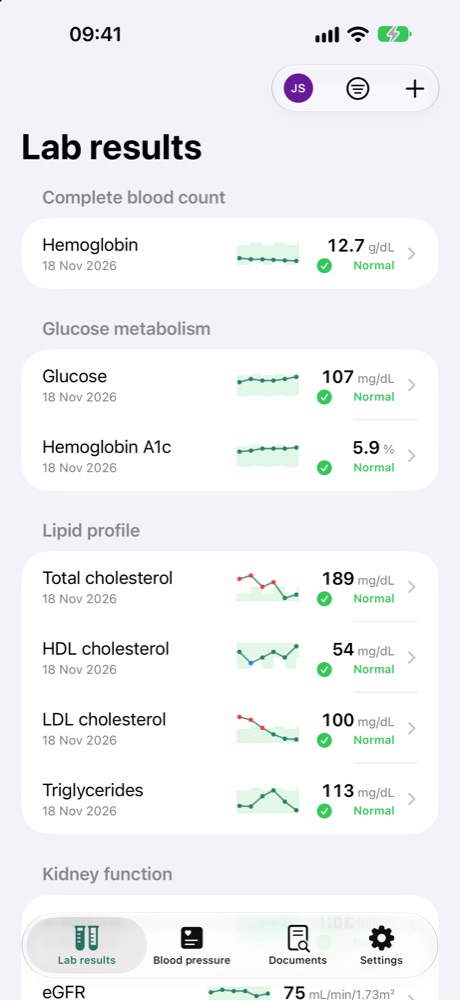 09:41
JS
Lab results
Complete blood count
Hemoglobin
12.7 g/dL
18 Nov 2026
Normal
Glucose metabolism
Glucose
107 mg/dL
18 Nov 2026
Normal
Hemoglobin A1c
5.9 %
18 Nov 2026
Normal
Lipid profile
Total cholesterol
189 mg/dL
18 Nov 2026
Normal
HDL cholesterol
54 mg/dL
18 Nov 2026
Normal
LDL cholesterol
100 mg/dL
18 Nov 2026
Normal
Triglycerides
113 mg/dL
18 Nov 2026
Normal
Kidney function
Lab results
Blood pressure
Documents
Settings
eGFR
75 mL/min/1.73m²